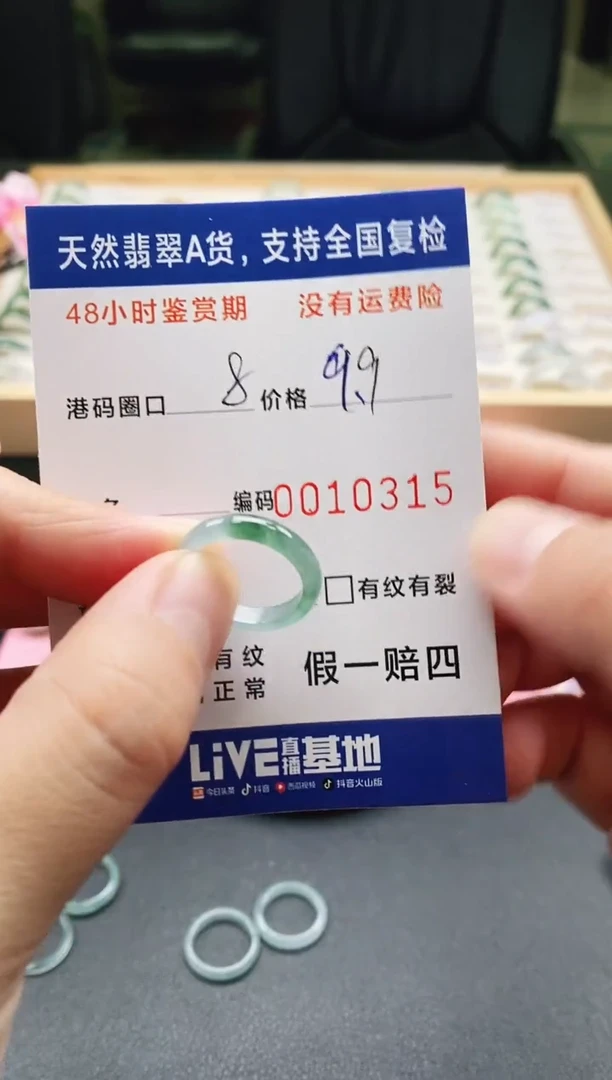 天然翡翠A货，支持全国复检
48小时鉴赏期 没有运费险
港码圈口 8 价格 9.9
编码 0010315
有纹有裂
有纹 假一赔四
正常
LiVE直播基地
今日头条 抖音 西瓜视频 抖音火山版